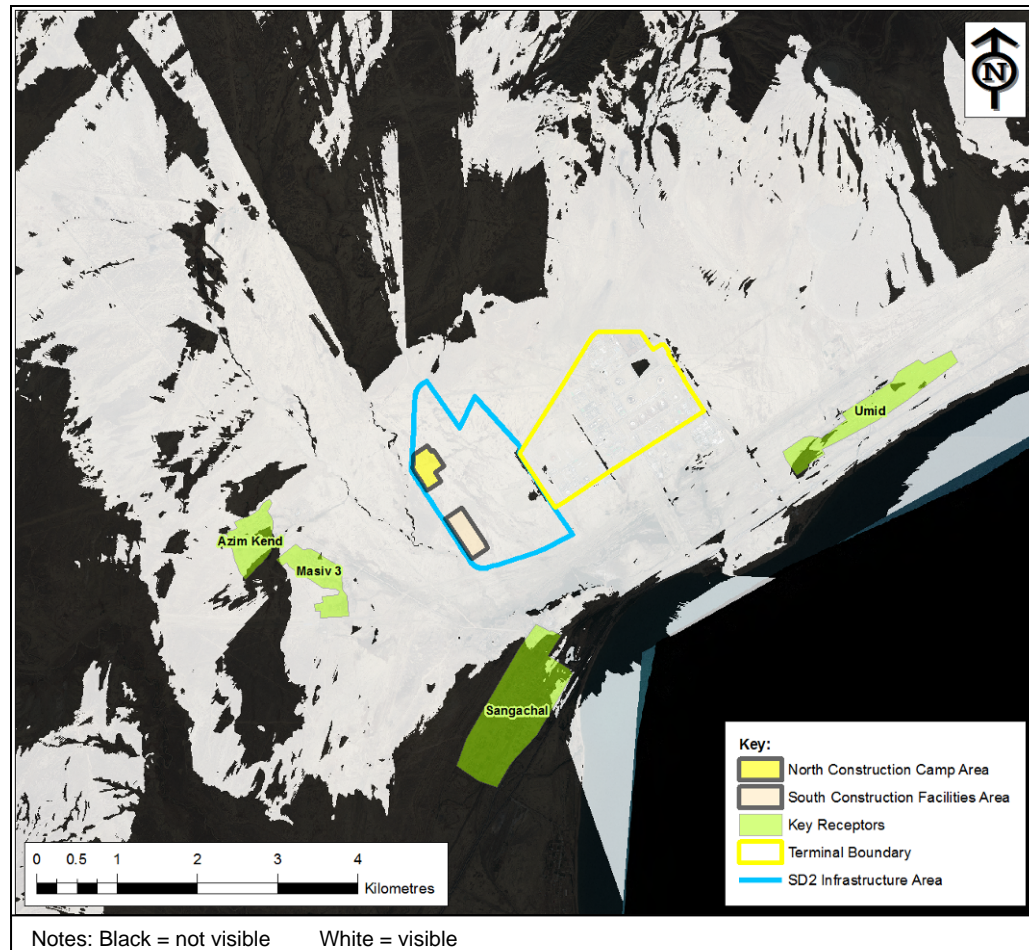 N
Umid
Azim Kend
Masiv 3
Sangachal
Key:
North Construction Camp Area
South Construction Facilities Area
Key Receptors
Terminal Boundary
SD2 Infrastructure Area
0 0.5 1 2 3 4
Kilometres
Notes: Black = not visible White = visible